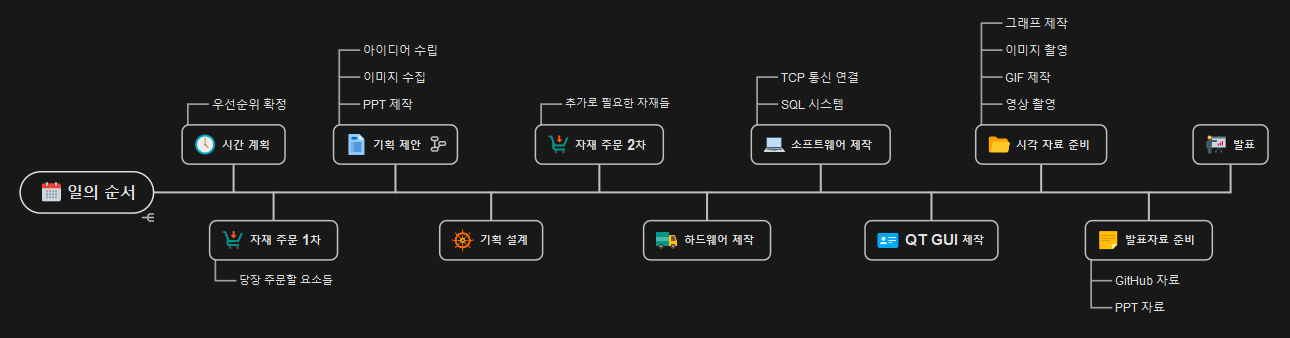 그래프 제작
아이디어 수립
이미지 촬영
이미지 수집
TCP 통신 연결
GIF 제작
우선순위 확정
PPT 제작
추가로 필요한 자재들
SQL 시스템
영상 촬영
시간 계획
기획 제안
자재 주문 2차
소프트웨어 제작
시각 자료 준비
발표
일의 순서
자재 주문 1차
기획 설계
하드웨어 제작
QT GUI 제작
발표자료 준비
당장 주문할 요소들
GitHub 자료
PPT 자료